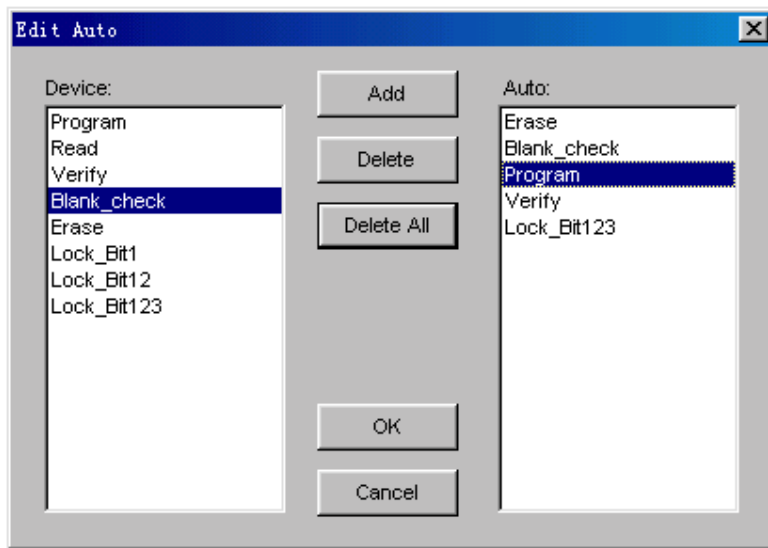 Edit Auto
Device:
Program
Read
Verify
Blank_check
Erase
Lock_Bit1
Lock_Bit12
Lock_Bit123
Add
Delete
Delete All
OK
Cancel
Auto:
Erase
Blank_check
Program
Verify
Lock_Bit123